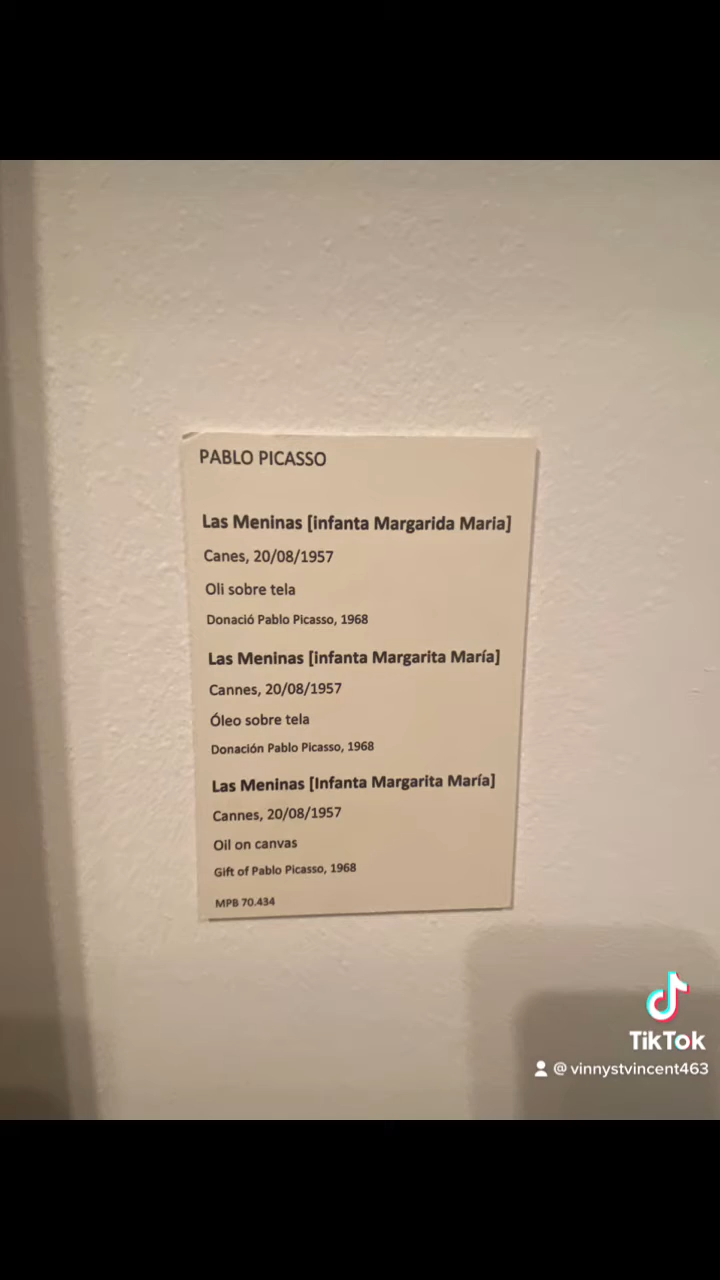 PABLO PICASSO
Las Meninas [infanta Margarida Maria]
Canes, 20/08/1957
Oli sobre tela
Donació Pablo Picasso, 1968
Las Meninas [infanta Margarita María]
Cannes, 20/08/1957
Óleo sobre tela
Donación Pablo Picasso, 1968
Las Meninas [Infanta Margarita María]
Cannes, 20/08/1957
Oil on canvas
Gift of Pablo Picasso, 1968
MPB 70.434
TikTok
@vinnystvincent463